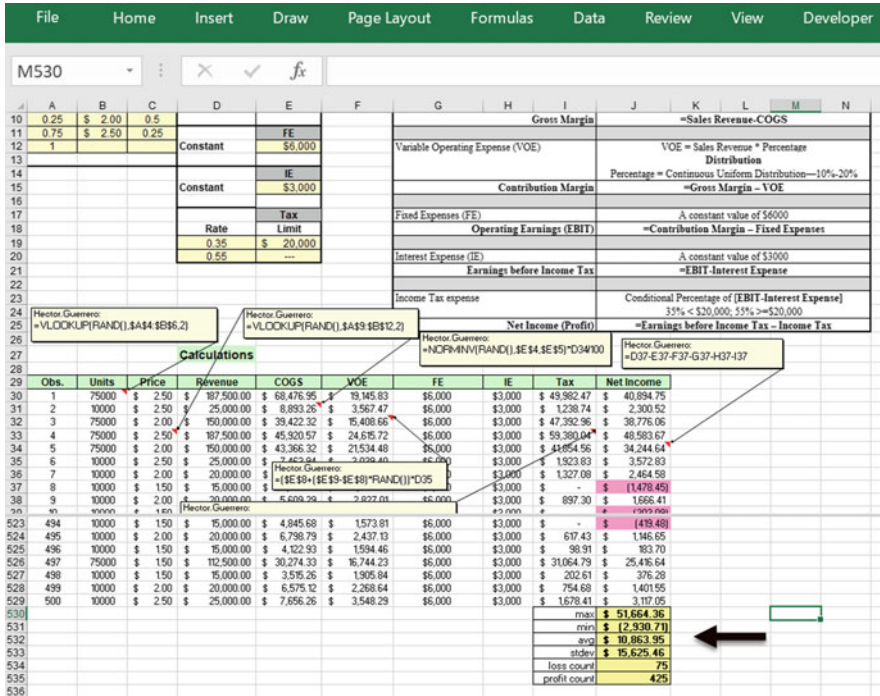 File Home Insert Draw Page Layout Formulas Data Review View Developer
M530 fx
A B C D E F G H I J K L M N
10 0.25 $ 2.00 0.5 Gross Margin =Sales Revenue-COGS
11 0.75 $ 2.50 0.25 FE
12 1 Constant $6,000 Variable Operating Expense (VOE) VOE = Sales Revenue * Percentage
13 Distribution
14 IE Percentage = Continuous Uniform Distribution—10%-20%
15 Constant $3,000 Contribution Margin =Gross Margin – VOE
16
17 Tax Fixed Expenses (FE) A constant value of $6000
18 Rate Limit Operating Earnings (EBIT) =Contribution Margin – Fixed Expenses
19 0.35 $ 20,000
20 0.55 --- Interest Expense (IE) A constant value of $3000
21 Earnings before Income Tax =EBIT-Interest Expense
22
23 Income Tax expense Conditional Percentage of [EBIT-Interest Expense]
24 35% < $20,000; 55% >=$20,000
25 Net Income (Profit) =Earnings before Income Tax – Income Tax
Hector.Guerrero:
=VLOOKUP(RAND(),$A$4:$B$6,2)
Hector.Guerrero:
=VLOOKUP(RAND(),$A$9:$B$12,2)
Hector.Guerrero:
=NORMINV(RAND(),$E$4,$E$5)*D34/100
Hector.Guerrero:
=D37-E37-F37-G37-H37-I37
26
27 Calculations
28
29 Obs. Units Price Revenue COGS VOE FE IE Tax Net Income
30 1 75000 $ 2.50 $ 187,500.00 $ 68,476.95 $ 19,145.83 $6,000 $3,000 $ 49,982.47 $ 40,894.75
31 2 10000 $ 2.50 $ 25,000.00 $ 8,893.26 $ 3,567.47 $6,000 $3,000 $ 1,238.74 $ 2,300.52
32 3 75000 $ 2.00 $ 150,000.00 $ 39,422.32 $ 15,408.66 $6,000 $3,000 $ 47,392.96 $ 38,776.06
33 4 75000 $ 2.50 $ 187,500.00 $ 45,920.57 $ 24,615.72 $6,000 $3,000 $ 59,380.04 $ 48,583.67
34 5 75000 $ 2.00 $ 150,000.00 $ 43,366.32 $ 21,534.48 $6,000 $3,000 $ 41,854.56 $ 34,244.64
35 6 10000 $ 2.50 $ 25,000.00 $ $3,000 $ 1,923.83 $ 3,572.83
36 7 10000 $ 2.00 $ 20,000.00 $3,000 $ 1,327.08 $ 2,464.58
37 8 10000 $ 1.50 $ 15,000.00 $3,000 $ - $ (1,478.45)
38 9 10000 $ 2.00 $ 20,000.00 $ 5,609.29 $ 2,827.01 $6,000 $3,000 $ 897.30 $ 1,666.41
Hector.Guerrero:
=($E$8+($E$9-$E$8)*RAND())*D35
Hector.Guerrero:
523 494 10000 $ 1.50 $ 15,000.00 $ 4,845.68 $ 1,573.81 $6,000 $3,000 $ - $ (419.48)
524 495 10000 $ 2.00 $ 20,000.00 $ 6,798.79 $ 2,437.13 $6,000 $3,000 $ 617.43 $ 1,146.65
525 496 10000 $ 1.50 $ 15,000.00 $ 4,122.93 $ 1,594.46 $6,000 $3,000 $ 98.91 $ 183.70
526 497 75000 $ 1.50 $ 112,500.00 $ 30,274.33 $ 16,744.23 $6,000 $3,000 $ 31,064.79 $ 25,416.64
527 498 10000 $ 1.50 $ 15,000.00 $ 3,515.26 $ 1,905.84 $6,000 $3,000 $ 202.61 $ 376.28
528 499 10000 $ 2.00 $ 20,000.00 $ 6,575.12 $ 2,268.64 $6,000 $3,000 $ 754.68 $ 1,401.55
529 500 10000 $ 2.50 $ 25,000.00 $ 7,656.26 $ 3,548.29 $6,000 $3,000 $ 1,678.41 $ 3,117.05
530 max $ 51,664.36
531 min $ (2,930.71)
532 avg $ 10,863.95
533 stdev $ 15,625.46
534 loss count 75
535 profit count 425
536